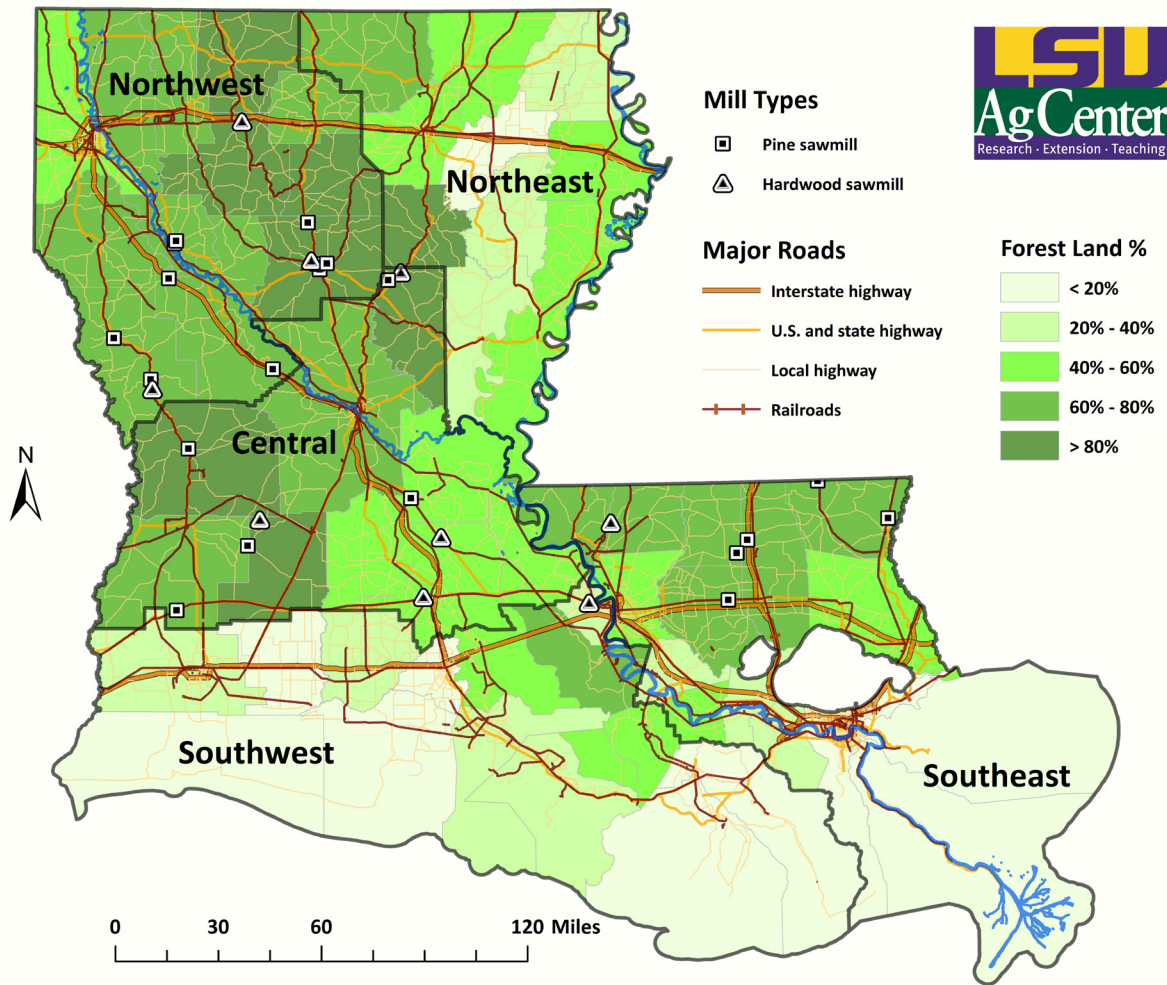 Northwest
Northeast
Central
Southwest
Southeast
N
0 30 60 120 Miles
Mill Types
Pine sawmill
Hardwood sawmill
Major Roads
Interstate highway
U.S. and state highway
Local highway
Railroads
LSU
AgCenter
Research · Extension · Teaching
Forest Land %
< 20%
20% - 40%
40% - 60%
60% - 80%
> 80%